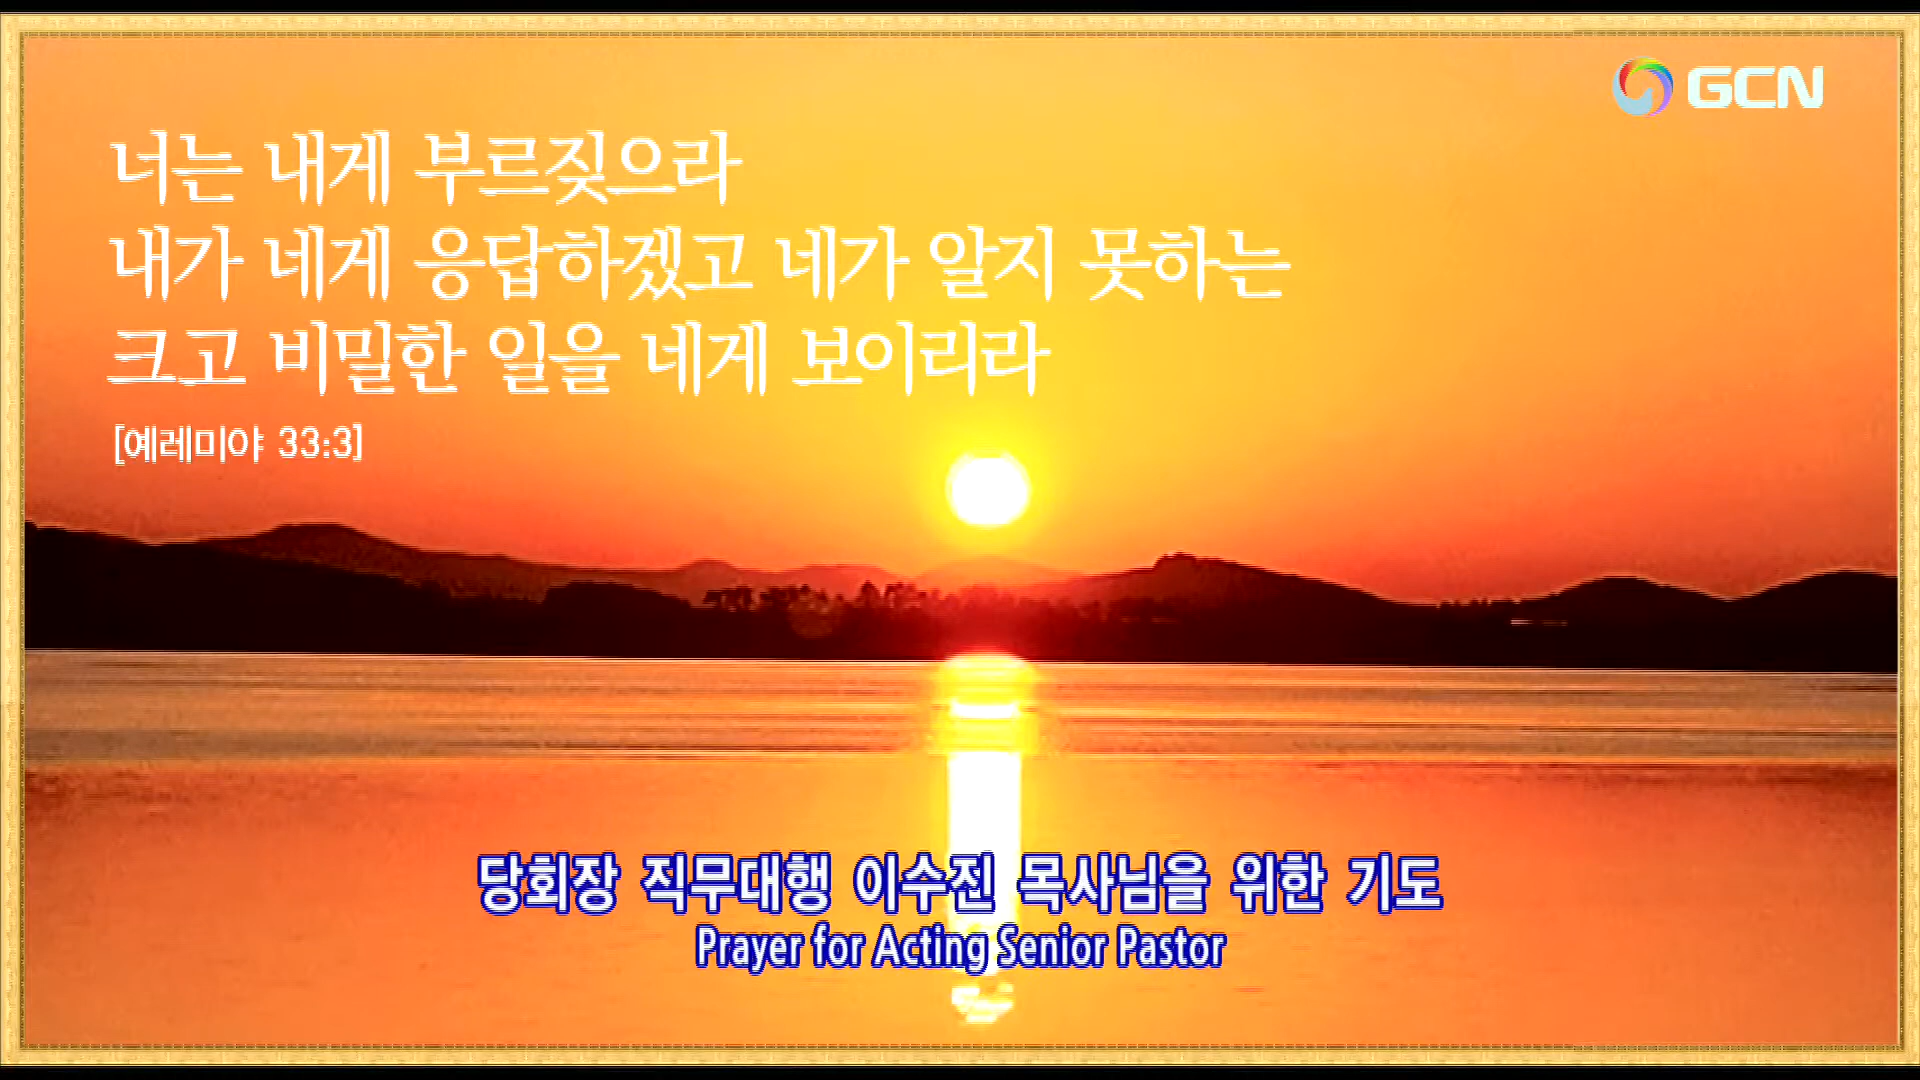 GCN
너는 내게 부르짖으라
내가 네게 응답하겠고 네가 알지 못하는
크고 비밀한 일을 네게 보이리라
[예레미야 33:3]
당회장 직무대행 이수진 목사님을 위한 기도
Prayer for Acting Senior Pastor